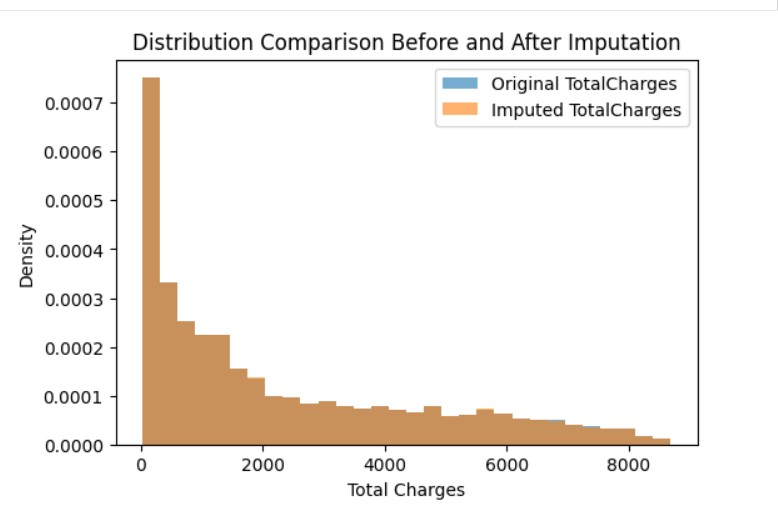 Distribution Comparison Before and After Imputation
Original TotalCharges
Imputed TotalCharges
0.0007
0.0006
0.0005
0.0004
0.0003
0.0002
0.0001
0.0000
Density
0 2000 4000 6000 8000
Total Charges